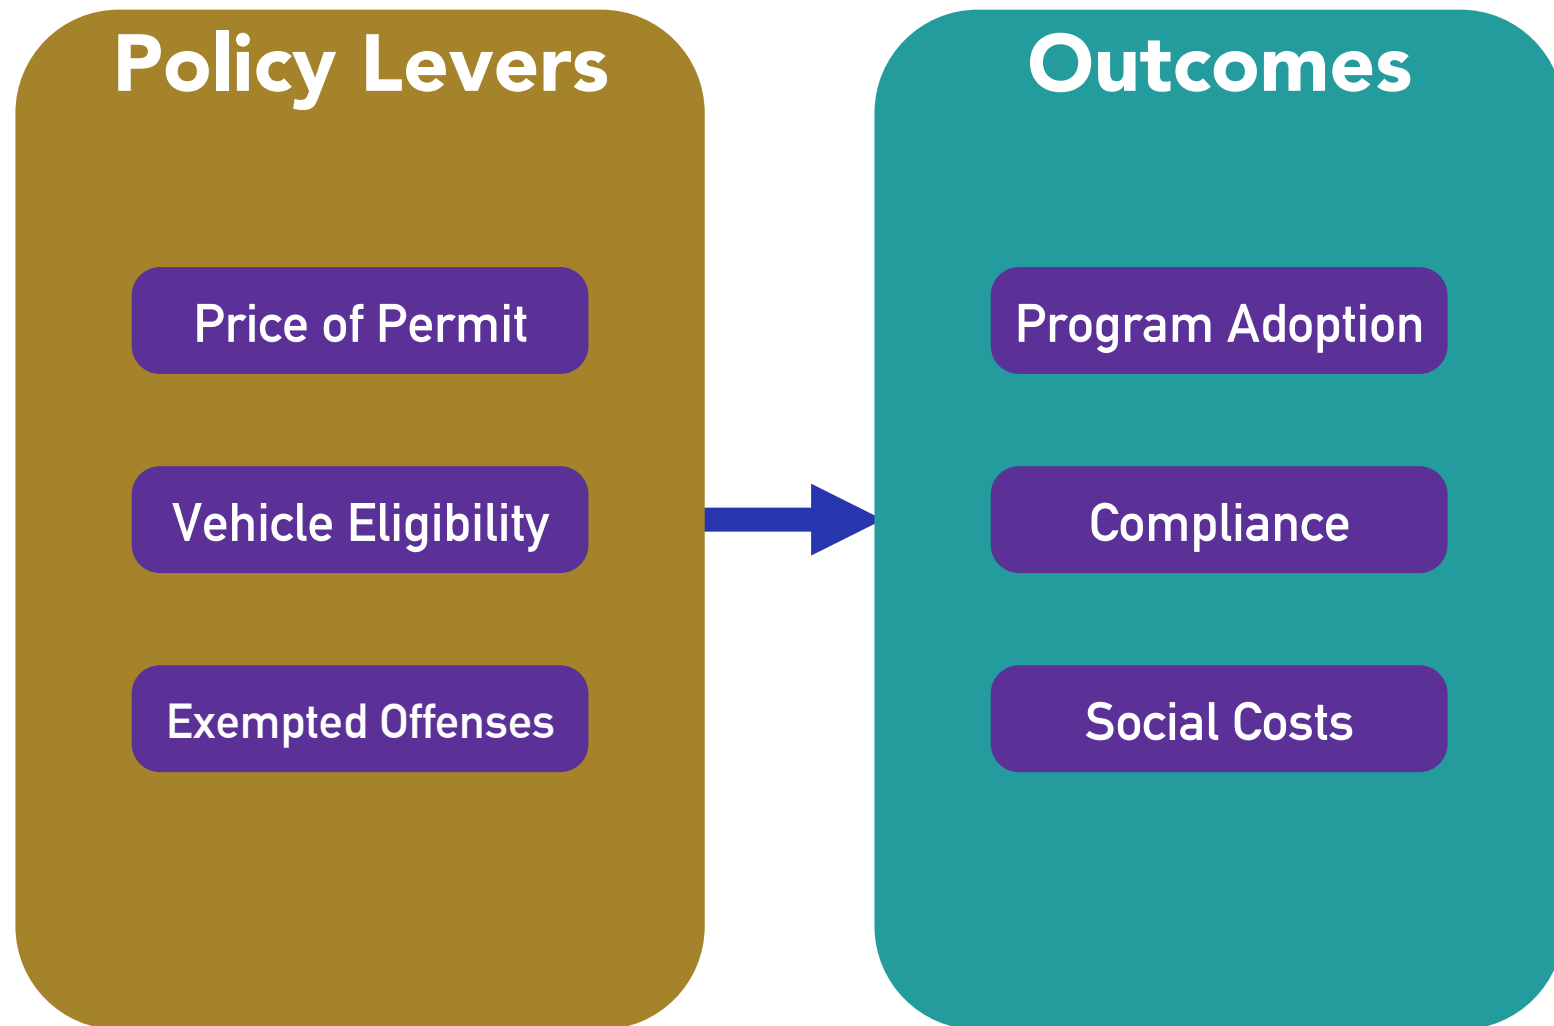 Policy Levers
Price of Permit
Vehicle Eligibility
Exempted Offenses
Outcomes
Program Adoption
Compliance
Social Costs